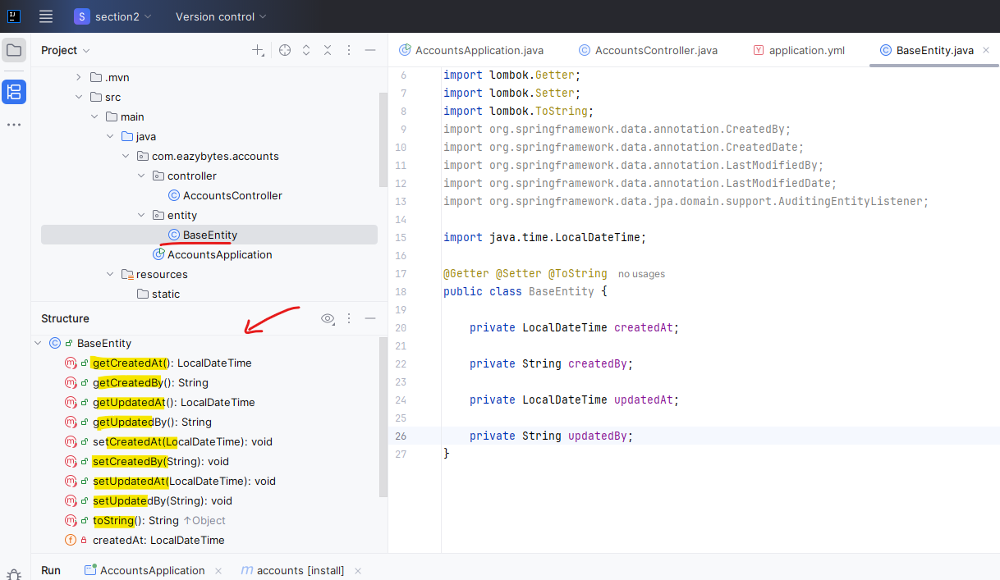 S section2 Version control
Project
.mvn
src
main
java
com.eazybytes.accounts
controller
AccountsController
entity
BaseEntity
AccountsApplication
resources
static
Structure
BaseEntity
getCreatedAt(): LocalDateTime
getCreatedBy(): String
getUpdatedAt(): LocalDateTime
getUpdatedBy(): String
setCreatedAt(LocalDateTime): void
setCreatedBy(String): void
setUpdatedAt(LocalDateTime): void
setUpdatedBy(String): void
toString(): String ↑Object
createdAt: LocalDateTime
AccountsApplication.java AccountsController.java application.yml BaseEntity.java
6 import lombok.Getter;
7 import lombok.Setter;
8 import lombok.ToString;
9 import org.springframework.data.annotation.CreatedBy;
10 import org.springframework.data.annotation.CreatedDate;
11 import org.springframework.data.annotation.LastModifiedBy;
12 import org.springframework.data.annotation.LastModifiedDate;
13 import org.springframework.data.jpa.domain.support.AuditingEntityListener;
14
15 import java.time.LocalDateTime;
16
17 @Getter @Setter @ToString no usages
18 public class BaseEntity {
19
20 private LocalDateTime createdAt;
21
22 private String createdBy;
23
24 private LocalDateTime updatedAt;
25
26 private String updatedBy;
27 }
Run AccountsApplication accounts [install]